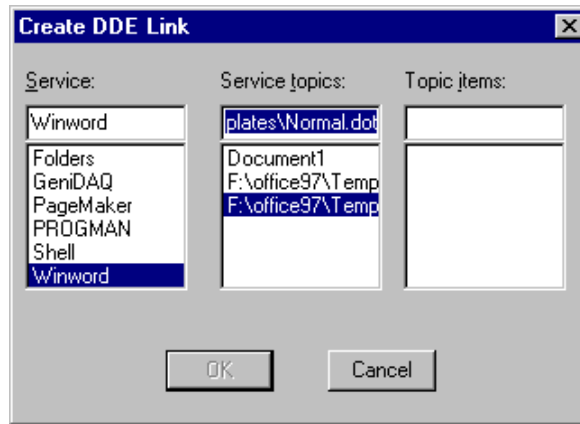 Create DDE Link
Service:
Service topics:
Topic items:
Winword
plates\Normal.dot
Folders
GeniDAQ
PageMaker
PROGMAN
Shell
Winword
Document1
F:\office97\Temp
F:\office97\Temp
OK
Cancel